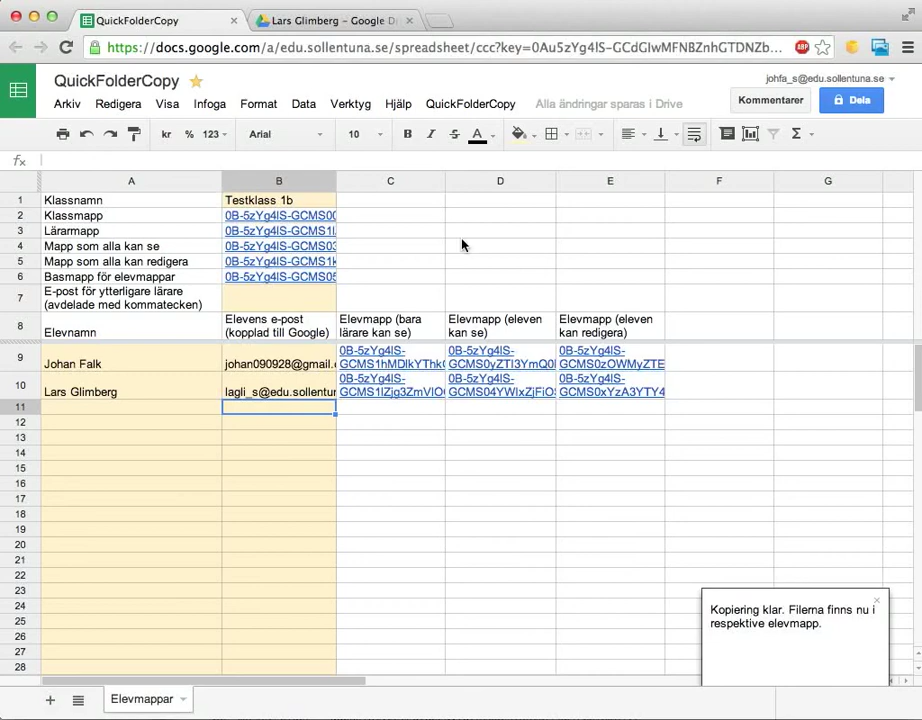 QuickFolderCopy
Lars Glimberg – Google D
https://docs.google.com/a/edu.sollentuna.se/spreadsheet/ccc?key=0Au5zYg4lS-GCdGlwMFNBZnhGTDNZb...
ABP
QuickFolderCopy
johfa_s@edu.sollentuna.se
Arkiv Redigera Visa Infoga Format Data Verktyg Hjälp QuickFolderCopy Alla ändringar sparas i Drive
Kommentarer
Dela
kr % 123 Arial 10 B I S A Σ
fx
A B C D E F G
1 Klassnamn Testklass 1b
2 Klassmapp 0B-5zYg4lS-GCMS00
3 Lärarmapp 0B-5zYg4lS-GCMS1l
4 Mapp som alla kan se 0B-5zYg4lS-GCMS03
5 Mapp som alla kan redigera 0B-5zYg4lS-GCMS1k
6 Basmapp för elevmappar 0B-5zYg4lS-GCMS05
7 E-post för ytterligare lärare
(avdelade med kommatecken)
8 Elevnamn
Elevens e-post
(kopplad till Google)
Elevmapp (bara
lärare kan se)
Elevmapp (eleven
kan se)
Elevmapp (eleven
kan redigera)
9 Johan Falk johan090928@gmail.
0B-5zYg4lS-
GCMS1hMDlkYThk
0B-5zYg4lS-
GCMS0yZTI3YmQ0
0B-5zYg4lS-
GCMS0zOWMyZTE
10 Lars Glimberg lagli_s@edu.sollentur
0B-5zYg4lS-
GCMS1lZjg3ZmVlO
0B-5zYg4lS-
GCMS04YWIxZjFiO
0B-5zYg4lS-
GCMS0xYzA3YTY4
11
12
13
14
15
16
17
18
19
20
21
22
23
24
25
26
27
28
Kopiering klar. Filerna finns nu i
respektive elevmapp.
Elevmappar